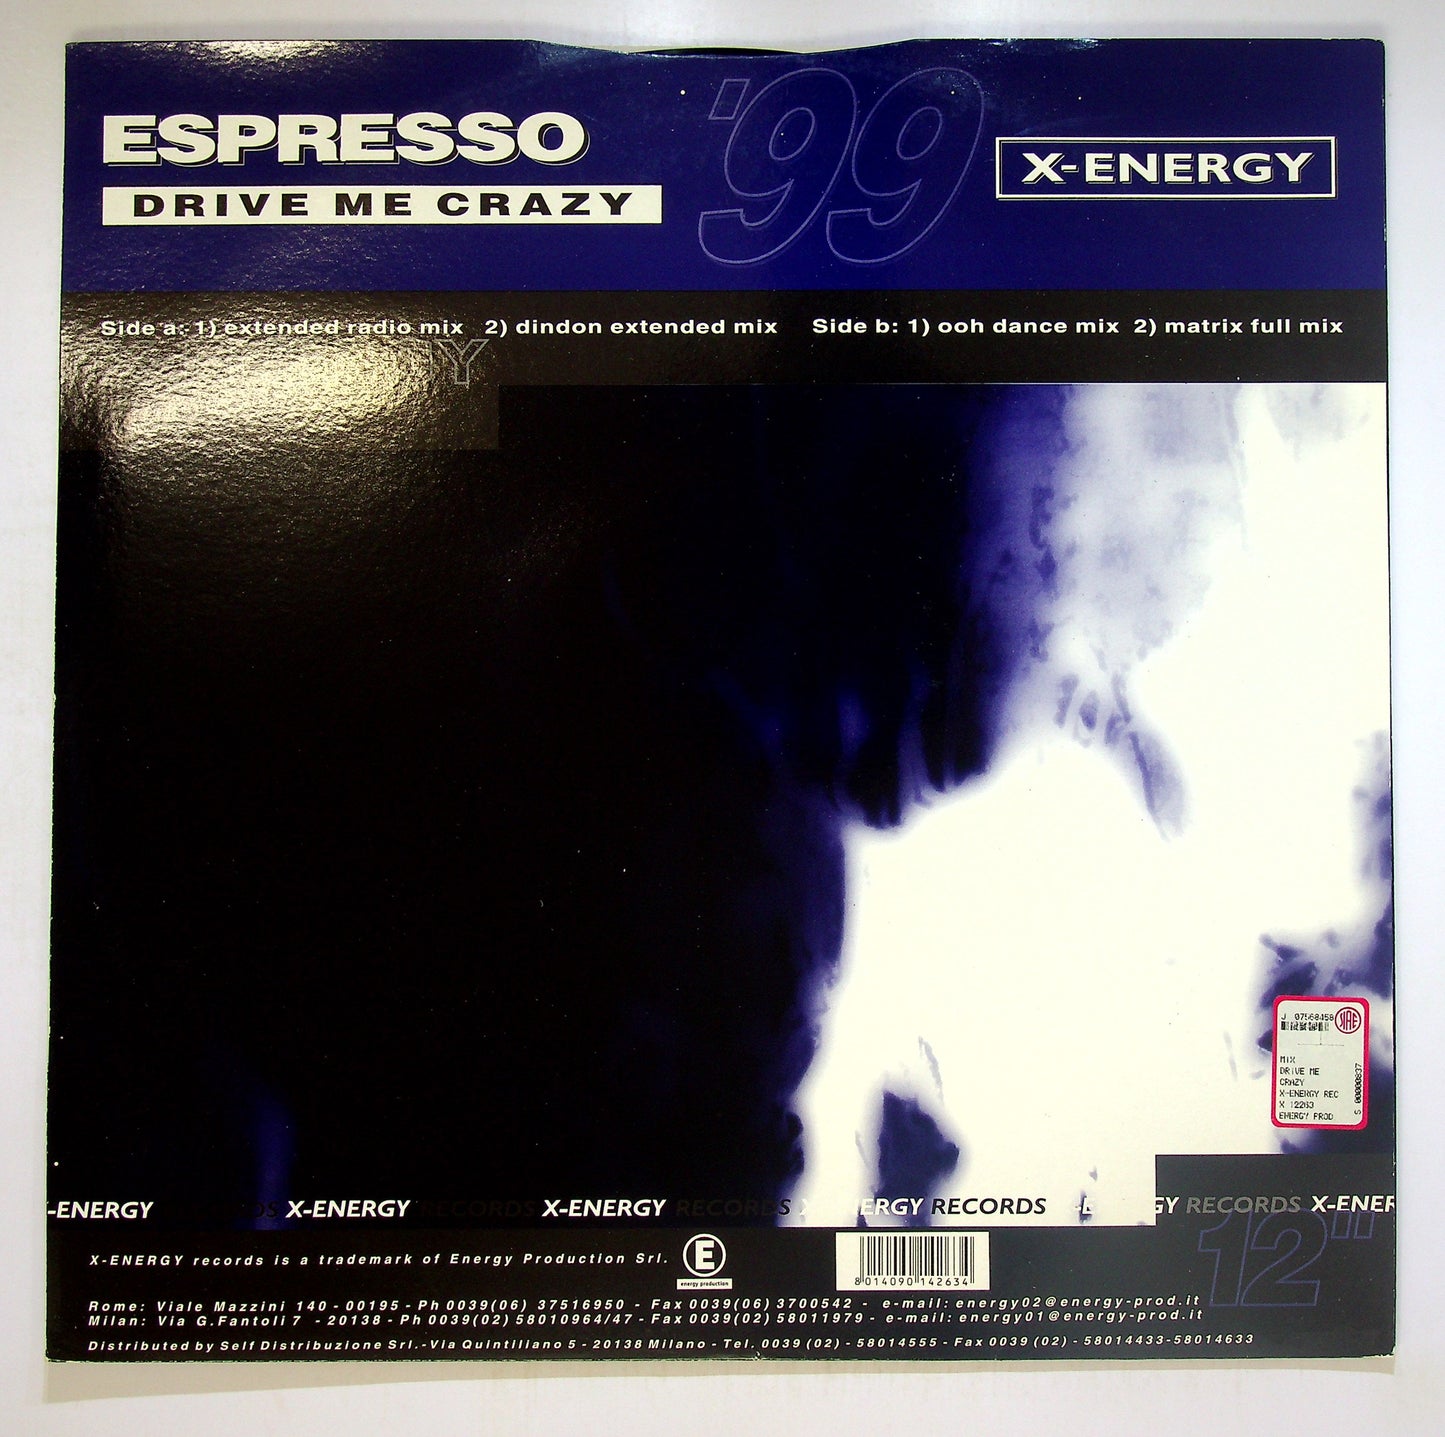 ESPRESSO
DRIVE ME CRAZY
'99
X-ENERGY
Side a: 1) extended radio mix 2) dindon extended mix Side b: 1) ooh dance mix 2) matrix full mix
Y
J 07568458
MIX
DRIVE ME
CRAZY
X-ENERGY REC
X 12263
ENERGY PROD
S 00000837
-ENERGY RECORDS X-ENERGY RECORDS X-ENERGY RECORDS X-ENERGY RECORDS X-ENERGY RECORDS X-ENER
X-ENERGY records is a trademark of Energy Production Srl.
E
energy production
8 014090 142634
12"
Rome: Viale Mazzini 140 - 00195 - Ph 0039(06) 37516950 - Fax 0039(06) 3700542 - e-mail: energy02@energy-prod.it
Milan: Via G.Fantoli 7 - 20138 - Ph 0039(02) 58010964/47 - Fax 0039(02) 58011979 - e-mail: energy01@energy-prod.it
Distributed by Self Distribuzione Srl.-Via Quintiliano 5 - 20138 Milano - Tel. 0039 (02) - 58014555 - Fax 0039 (02) - 58014433-58014633